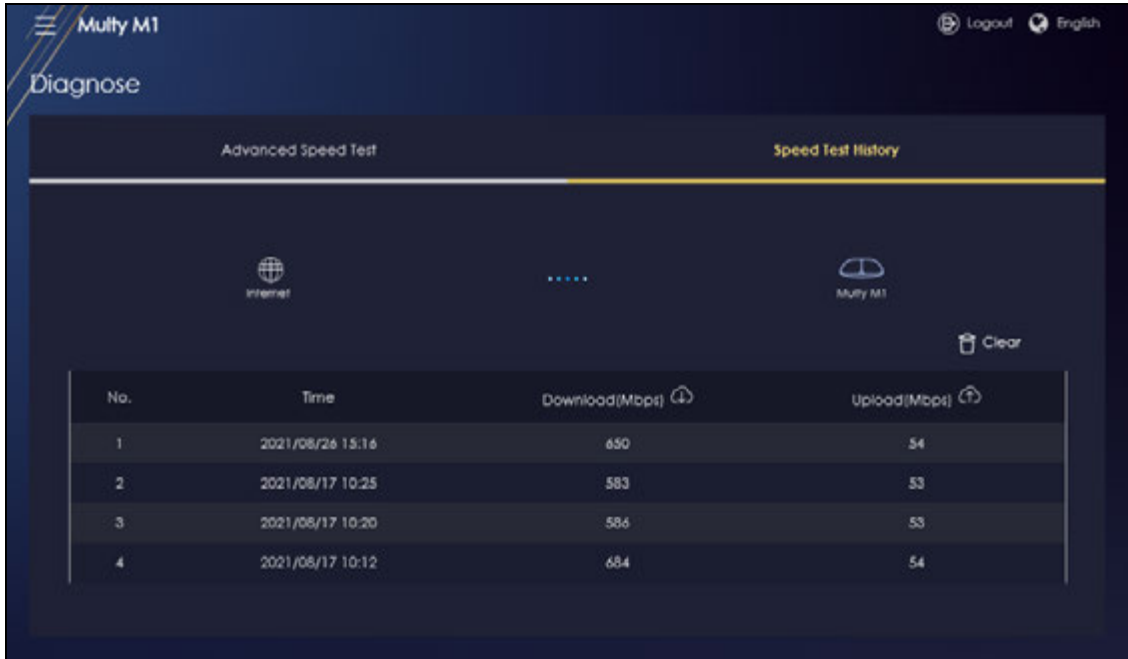 Multy M1
Logout English
Diagnose
Advanced Speed Test Speed Test History
Internet Multy M1
Clear
No. Time Download(Mbps) Upload(Mbps)
1 2021/08/26 15:16 650 54
2 2021/08/17 10:25 583 53
3 2021/08/17 10:20 586 53
4 2021/08/17 10:12 684 54